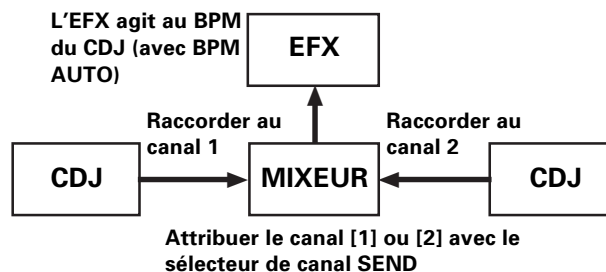 L'EFX agit au BPM
du CDJ (avec BPM
AUTO)
EFX
Raccorder au
canal 1
Raccorder au
canal 2
CDJ
MIXEUR
CDJ
Attribuer le canal [1] ou [2] avec le
sélecteur de canal SEND